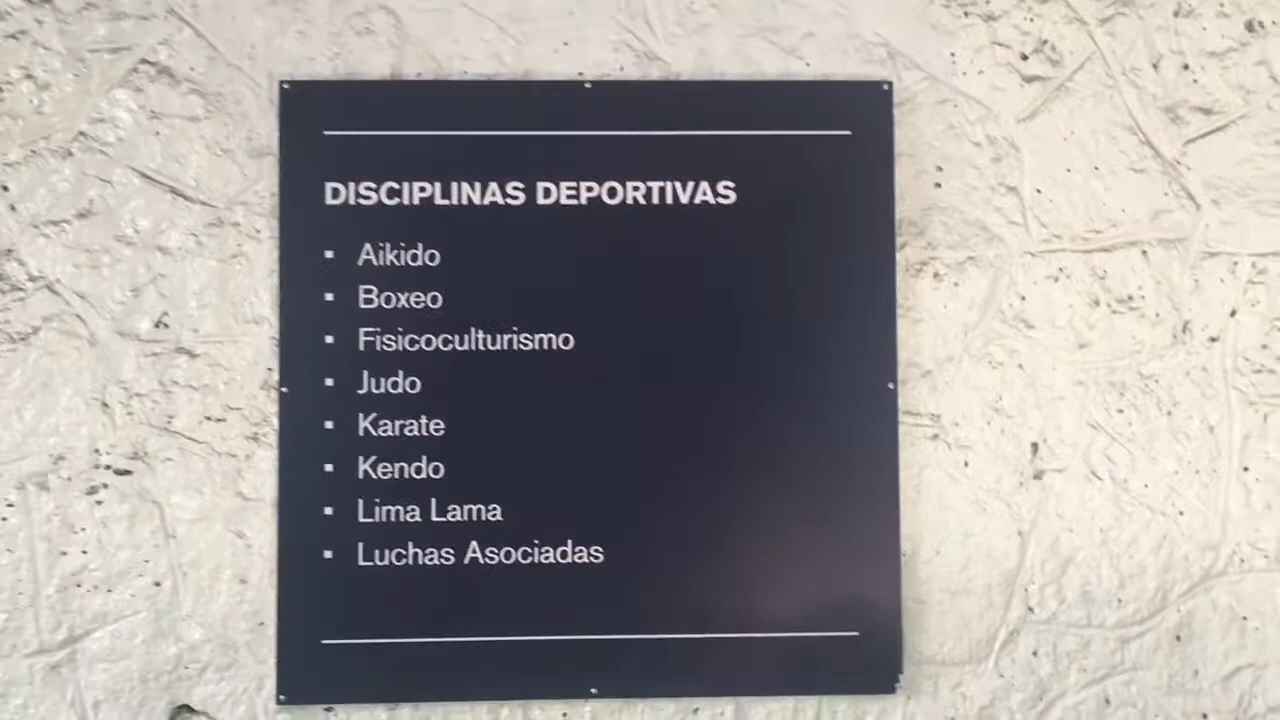 DISCIPLINAS DEPORTIVAS
▪ Aikido
▪ Boxeo
▪ Fisicoculturismo
▪ Judo
▪ Karate
▪ Kendo
▪ Lima Lama
▪ Luchas Asociadas